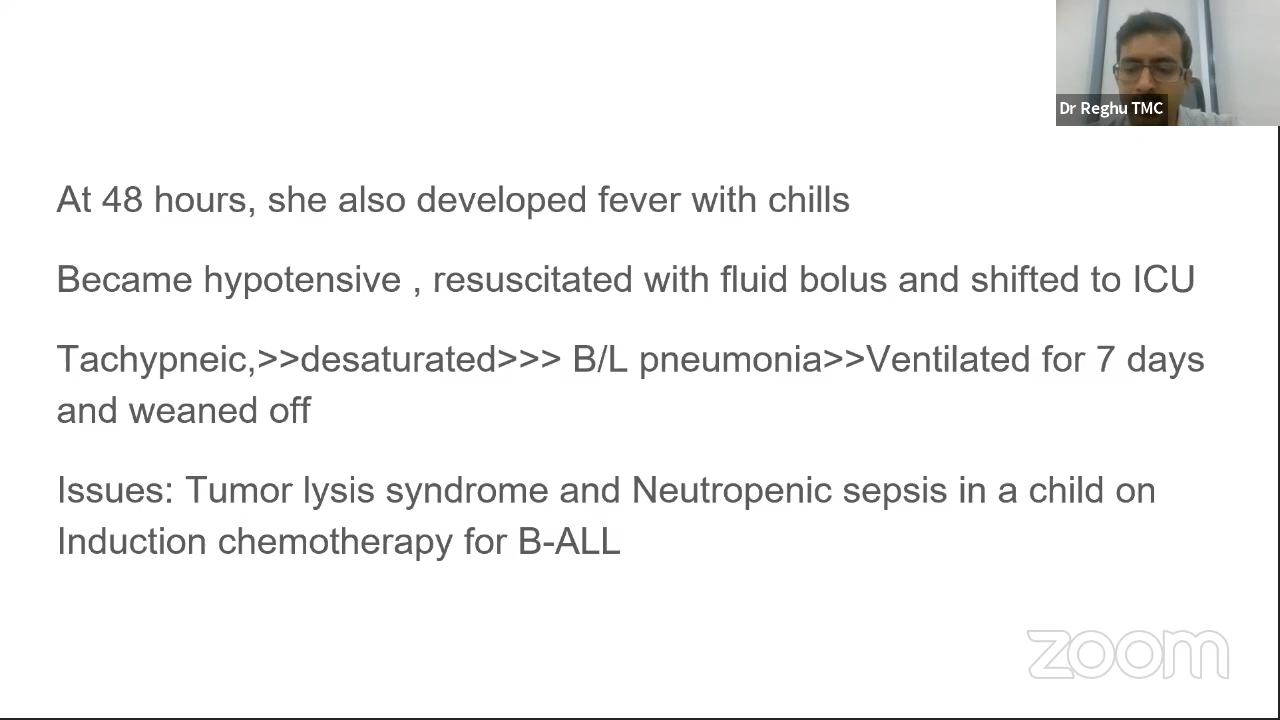 Dr Reghu TMC
At 48 hours, she also developed fever with chills
Became hypotensive , resuscitated with fluid bolus and shifted to ICU
Tachypneic,>>desaturated>>> B/L pneumonia>>Ventilated for 7 days
and weaned off
Issues: Tumor lysis syndrome and Neutropenic sepsis in a child on
Induction chemotherapy for B-ALL
zoom